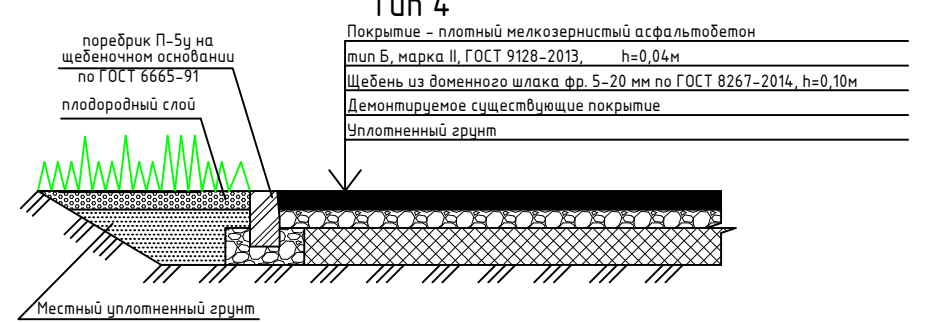 Тип 4
поребрик П-5у на
щебеночном основании
по ГОСТ 6665-91
плодородный слой
Покрытие - плотный мелкозернистый асфальтобетон
тип Б, марка II, ГОСТ 9128-2013, h=0,04м
Щебень из доменного шлака фр. 5-20 мм по ГОСТ 8267-2014, h=0,10м
Демонтируемое существующие покрытие
Уплотненный грунт
Местный уплотненный грунт